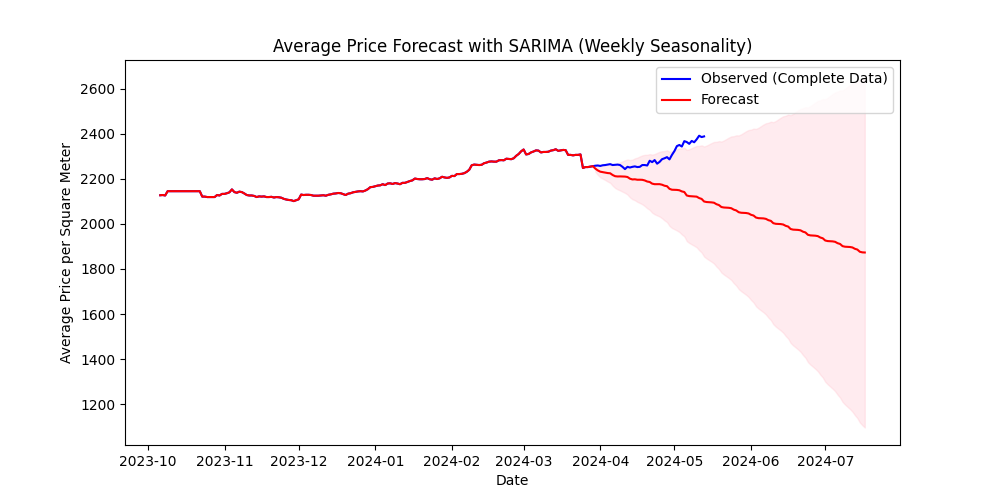 Average Price Forecast with SARIMA (Weekly Seasonality)
Observed (Complete Data)
Forecast
Average Price per Square Meter
2600
2400
2200
2000
1800
1600
1400
1200
2023-10 2023-11 2023-12 2024-01 2024-02 2024-03 2024-04 2024-05 2024-06 2024-07
Date